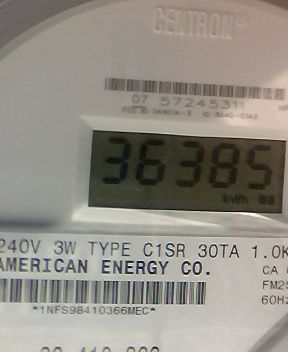 CENTRON®
07 57245311
36385
kWh
240V 3W TYPE C1SR 30TA 1.0K
AMERICAN ENERGY CO.
CA
FM2S
60Hz
*1NFS98410366MEC*